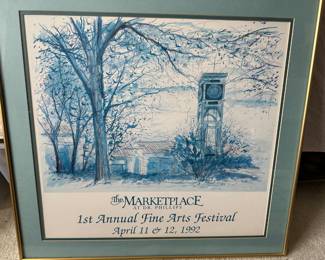 The MARKETPLACE
AT DR. PHILLIPS
1st Annual Fine Arts Festival
April 11 & 12, 1992